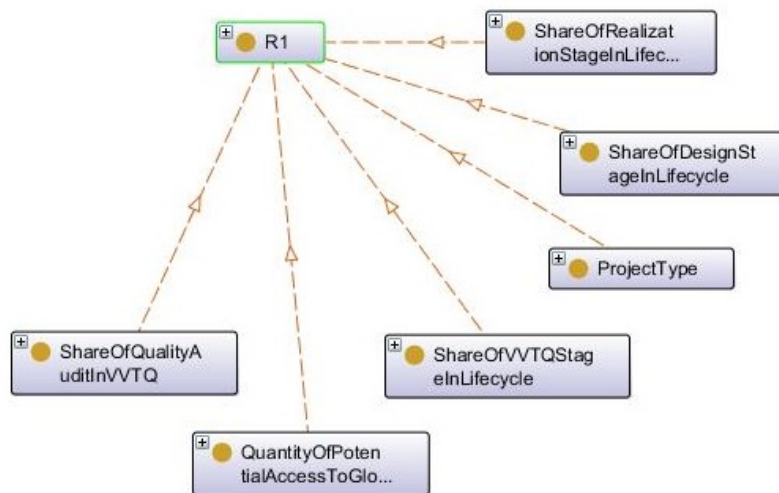 R1
ShareOfRealizat
ionStageInLifec...
ShareOfDesignSt
ageInLifecycle
ProjectType
ShareOfQualityA
uditInVVTQ
ShareOfVVTQStag
eInLifecycle
QuantityOfPoten
tialAccessToGlo...